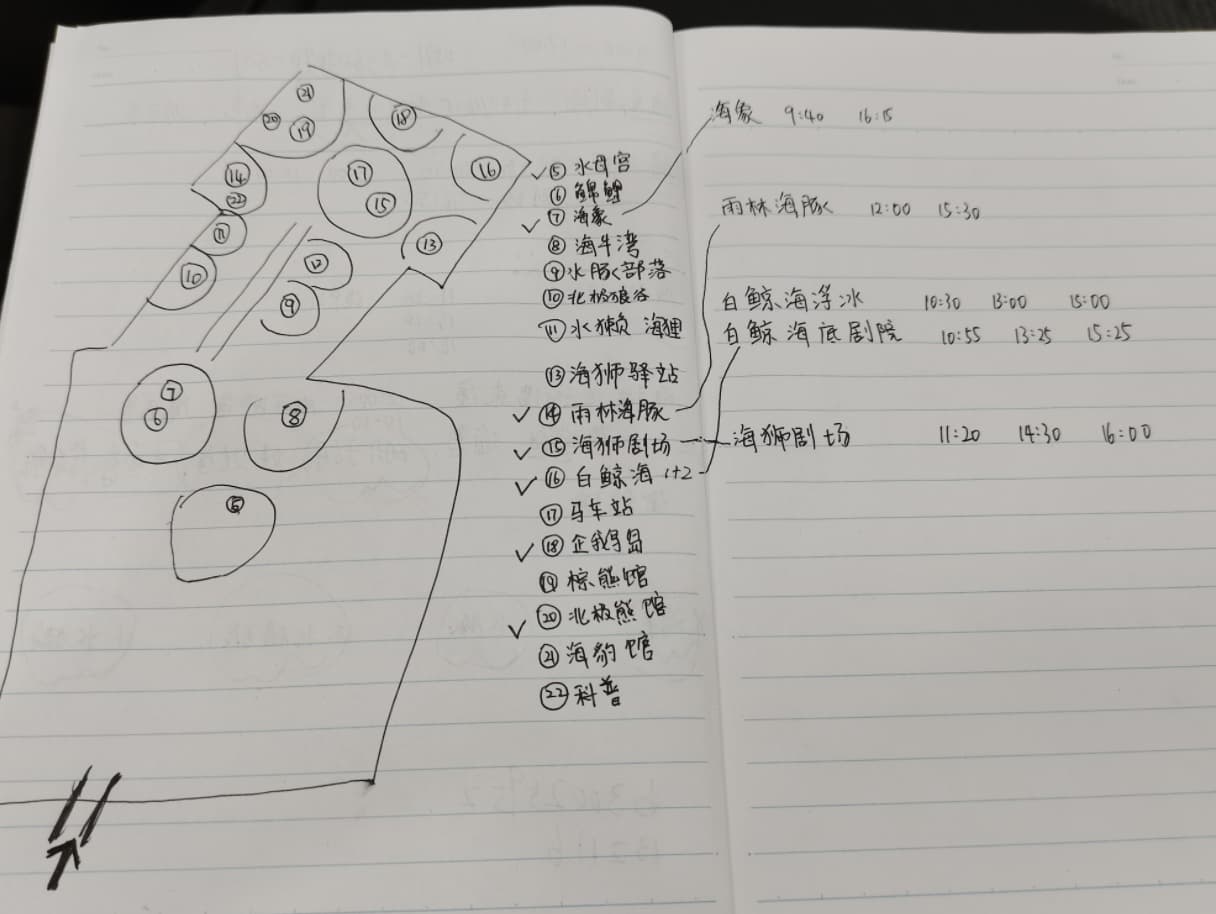 ㉑
⑳
⑲
⑱
⑭
㉒
⑰
⑮
⑯
⑪
⑬
⑩
⑫
⑨
⑦
⑥
⑧
⑤
⑤ 水母宫
⑥ 锦鲤
⑦ 海象
⑧ 海牛湾
⑨ 水豚部落
⑩ 北极狼谷
⑪ 水獭 海狸
⑬ 海狮驿站
⑭ 雨林海豚
⑮ 海狮剧场
⑯ 白鲸海 1+2
⑰ 马车站
⑱ 企鹅岛
⑲ 棕熊馆
⑳ 北极熊馆
㉑ 海豹馆
㉒ 科普
海象 9:40 16:15
雨林海豚 12:00 15:30
白鲸海浮冰 10:30 13:00 15:00
白鲸海底剧院 10:55 13:25 15:25
海狮剧场 11:20 14:30 16:00